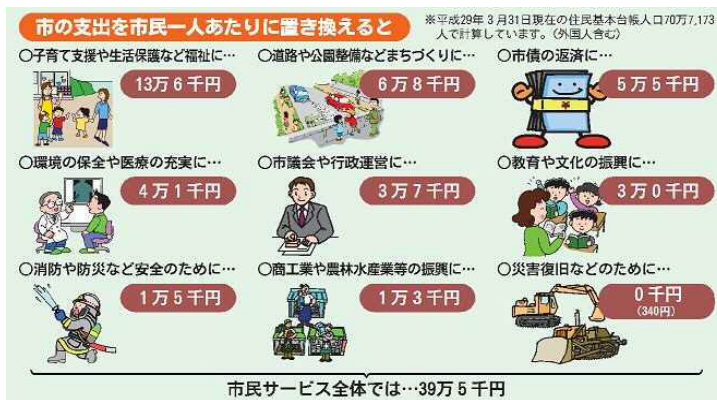 市の支出を市民一人あたりに置き換えると
※平成29年3月31日現在の住民基本台帳人口70万7,173
人で計算しています。（外国人含む）
○子育て支援や生活保護など福祉に…
13万6千円
○道路や公園整備などまちづくりに…
6万8千円
○市債の返済に…
5万5千円
○環境の保全や医療の充実に…
4万1千円
○市議会や行政運営に…
3万7千円
○教育や文化の振興に…
3万0千円
○消防や防災など安全のために…
1万5千円
○商工業や農林水産業等の振興に…
1万3千円
○災害復旧などのために…
0千円
（340円）
市民サービス全体では…39万5千円